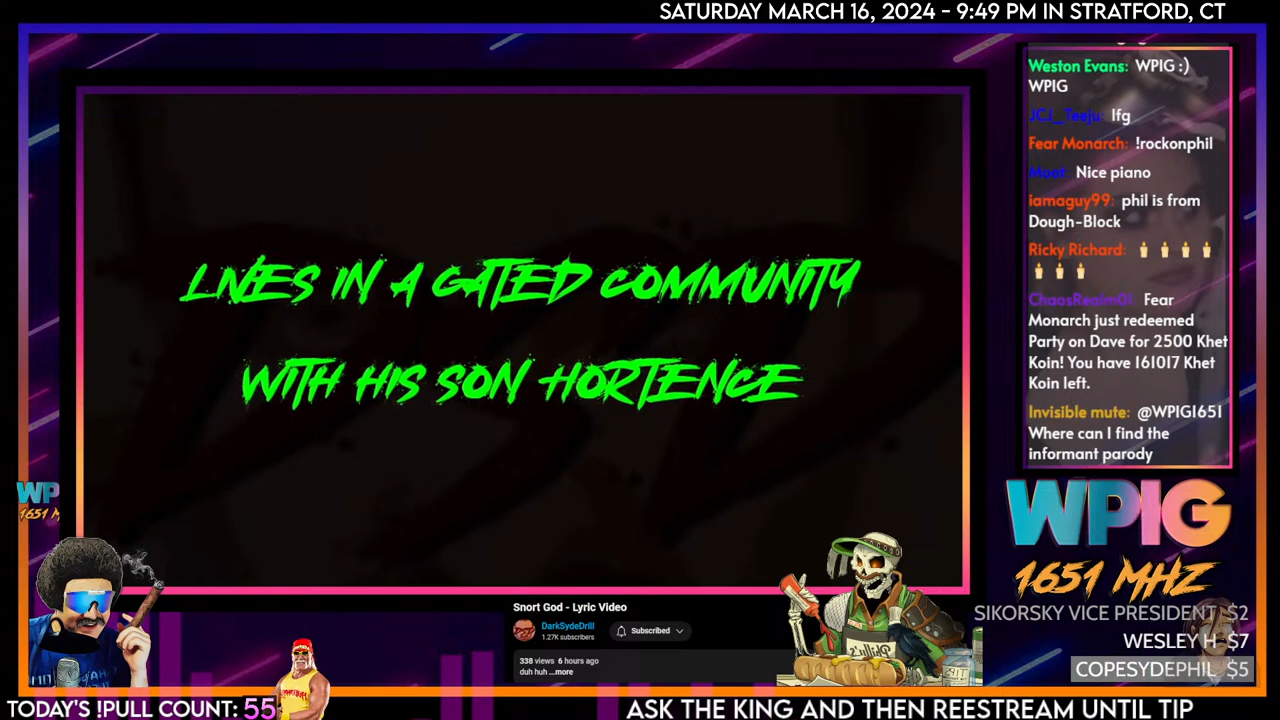 SATURDAY MARCH 16, 2024 - 9:49 PM IN STRATFORD, CT
LIVES IN A GATED COMMUNITY
WITH HIS SON HORTENCE
Weston Evans: WPIG :)
WPIG
JCJ_Teeju: lfg
Fear Monarch: !rockonphil
Muat: Nice piano
iamaguy99: phil is from
Dough-Block
Ricky Richard:
ChaosRealm01 Fear
Monarch just redeemed
Party on Dave for 2500 Khet
Koin! You have 161017 Khet
Koin left.
Invisible mute: @WPIG1651
Where can I find the
informant parody
WPIG
1651 MHZ
SIKORSKY VICE PRESIDENT $2
WESLEY H $7
COPESYDEPHIL $5
WP
1651 M
Snort God - Lyric Video
DarkSydeDrill
1.27K subscribers
Subscribed
338 views 6 hours ago
duh huh ...more
TODAY'S !PULL COUNT: 55
ASK THE KING AND THEN REESTREAM UNTIL TIP